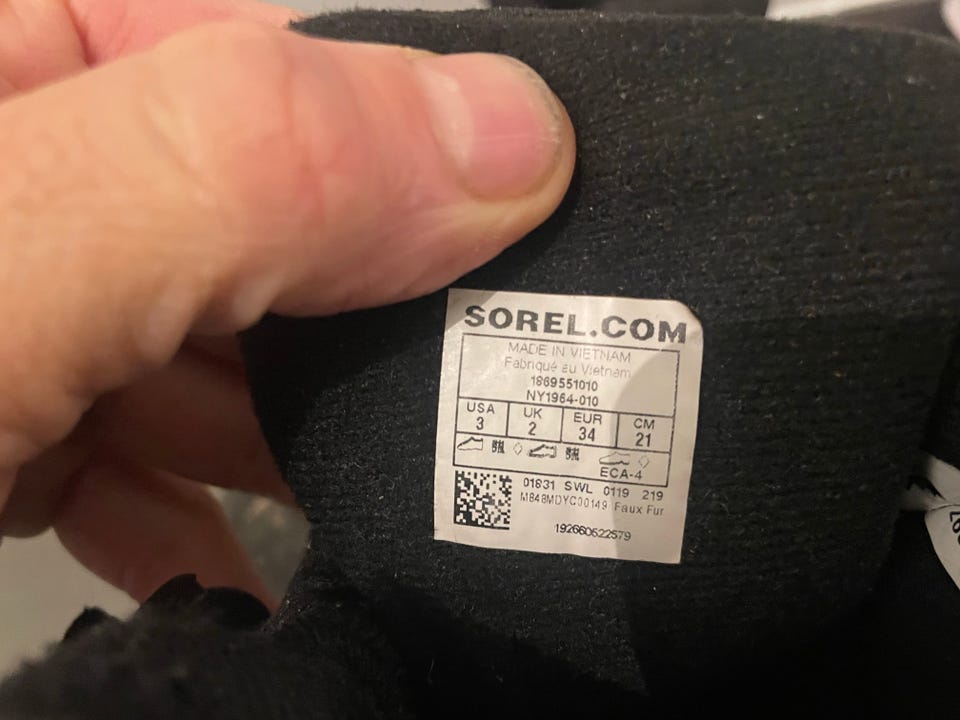 SOREL.COM
MADE IN VIETNAM
Fabriqué au Vietnam
1869551010
NY1964-010
USA UK EUR CM
3 2 34 21
ECA-4
01831 SWL 0119 219
M848MDYC00149 Faux Fur
192660522579